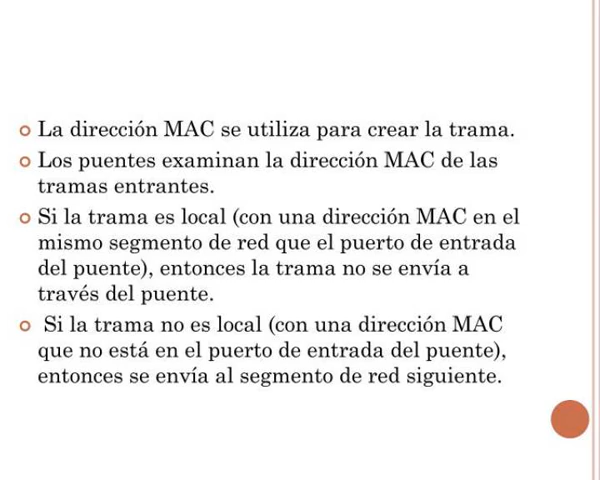 La dirección MAC se utiliza para crear la trama.
Los puentes examinan la dirección MAC de las
tramas entrantes.
Si la trama es local (con una dirección MAC en el
mismo segmento de red que el puerto de entrada
del puente), entonces la trama no se envía a
través del puente.
Si la trama no es local (con una dirección MAC
que no está en el puerto de entrada del puente),
entonces se envía al segmento de red siguiente.